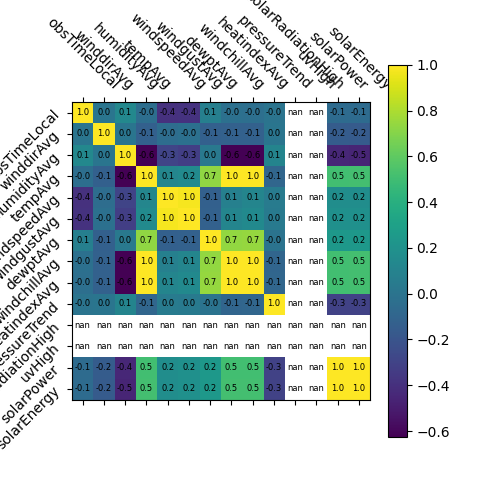 obsTimeLocal
winddirAvg
humidityAvg
tempAvg
windspeedAvg
windgustAvg
dewptAvg
windchillAvg
heatindexAvg
pressureTrend
solarRadiationHigh
uvHigh
solarPower
solarEnergy
1.0
0.8
0.6
0.4
0.2
0.0
−0.2
−0.4
−0.6
obsTimeLocal 1.0 0.0 0.1 -0.0 -0.4 -0.4 0.1 -0.0 -0.0 -0.0 nan nan -0.1 -0.1
winddirAvg 0.0 1.0 0.0 -0.1 -0.0 -0.0 -0.1 -0.1 -0.1 0.0 nan nan -0.2 -0.2
humidityAvg 0.1 0.0 1.0 -0.6 -0.3 -0.3 0.0 -0.6 -0.6 0.1 nan nan -0.4 -0.5
tempAvg -0.0 -0.1 -0.6 1.0 0.1 0.2 0.7 1.0 1.0 -0.1 nan nan 0.5 0.5
ndspeedAvg -0.4 -0.0 -0.3 0.1 1.0 1.0 -0.1 0.1 0.1 0.0 nan nan 0.2 0.2
windgustAvg -0.4 -0.0 -0.3 0.2 1.0 1.0 -0.1 0.1 0.1 0.0 nan nan 0.2 0.2
dewptAvg 0.1 -0.1 0.0 0.7 -0.1 -0.1 1.0 0.7 0.7 -0.0 nan nan 0.2 0.2
windchillAvg -0.0 -0.1 -0.6 1.0 0.1 0.1 0.7 1.0 1.0 -0.1 nan nan 0.5 0.5
eatindexAvg -0.0 -0.1 -0.6 1.0 0.1 0.1 0.7 1.0 1.0 -0.1 nan nan 0.5 0.5
essureTrend -0.0 0.0 0.1 -0.1 0.0 0.0 -0.0 -0.1 -0.1 1.0 nan nan -0.3 -0.3
diationHigh nan nan nan nan nan nan nan nan nan nan nan nan nan nan
uvHigh nan nan nan nan nan nan nan nan nan nan nan nan nan nan
solarPower -0.1 -0.2 -0.4 0.5 0.2 0.2 0.2 0.5 0.5 -0.3 nan nan 1.0 1.0
solarEnergy -0.1 -0.2 -0.5 0.5 0.2 0.2 0.2 0.5 0.5 -0.3 nan nan 1.0 1.0